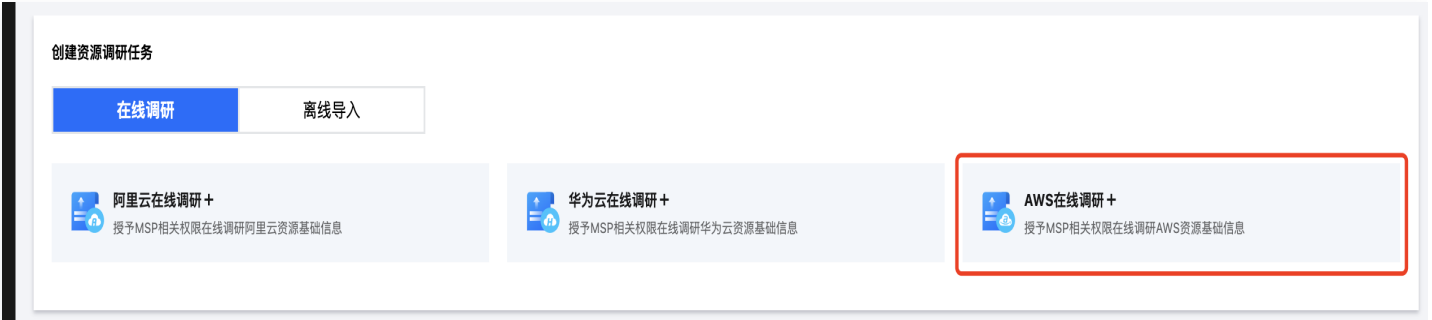 创建资源调研任务
在线调研
离线导入
阿里云在线调研+
授予MSP相关权限在线调研阿里云资源基础信息
华为云在线调研+
授予MSP相关权限在线调研华为云资源基础信息
AWS在线调研+
授予MSP相关权限在线调研AWS资源基础信息